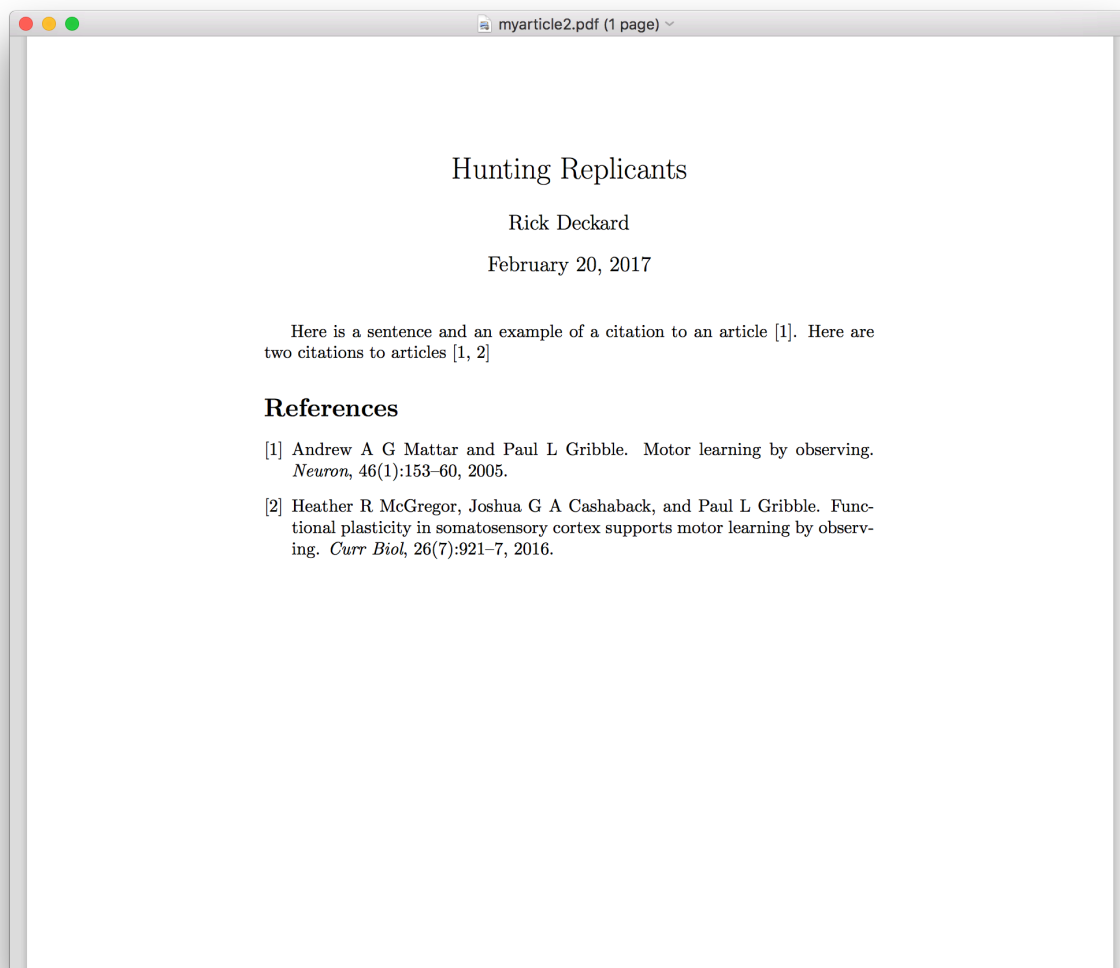 myarticle2.pdf (1 page)
Hunting Replicants
Rick Deckard
February 20, 2017
Here is a sentence and an example of a citation to an article [1]. Here are
two citations to articles [1, 2]
References
[1] Andrew A G Mattar and Paul L Gribble. Motor learning by observing.
Neuron, 46(1):153–60, 2005.
[2] Heather R McGregor, Joshua G A Cashaback, and Paul L Gribble. Func-
tional plasticity in somatosensory cortex supports motor learning by observ-
ing. Curr Biol, 26(7):921–7, 2016.